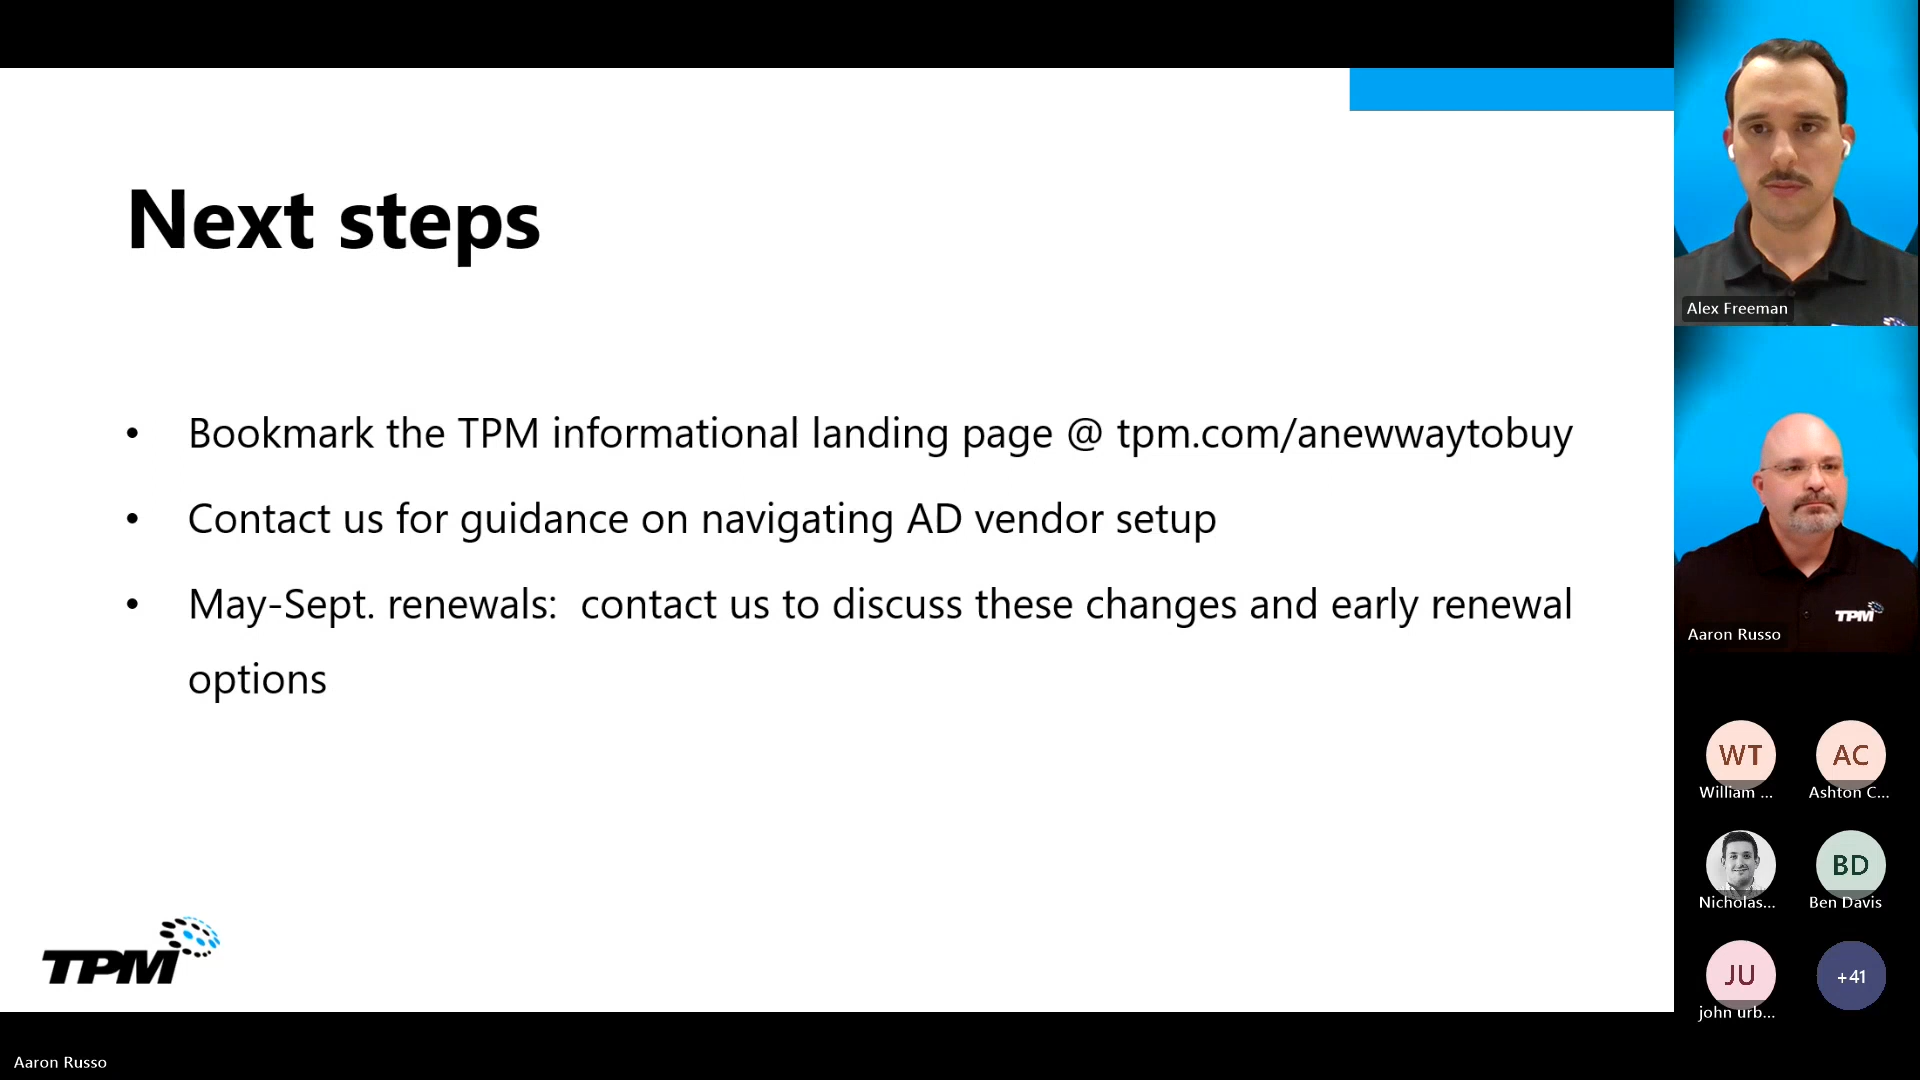 Next steps
• Bookmark the TPM informational landing page @ tpm.com/anewwaytobuy
• Contact us for guidance on navigating AD vendor setup
• May-Sept. renewals:  contact us to discuss these changes and early renewal
options
TPM
Aaron Russo
Alex Freeman
TPM
Aaron Russo
WT
William ...
AC
Ashton C...
Nicholas...
BD
Ben Davis
JU
john urb...
+41